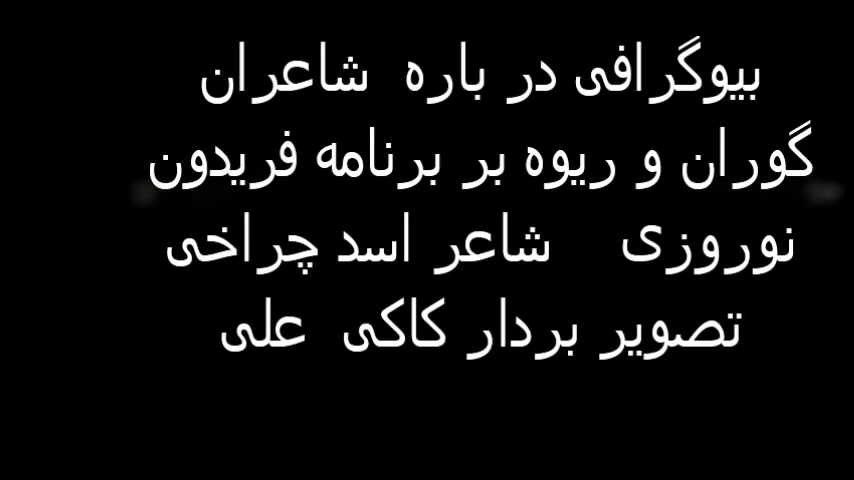 بیوگرافی در باره شاعران
گوران و ریوه بر برنامه فریدون
نوروزی شاعر اسد چراخی
تصویر بردار کاکی علی